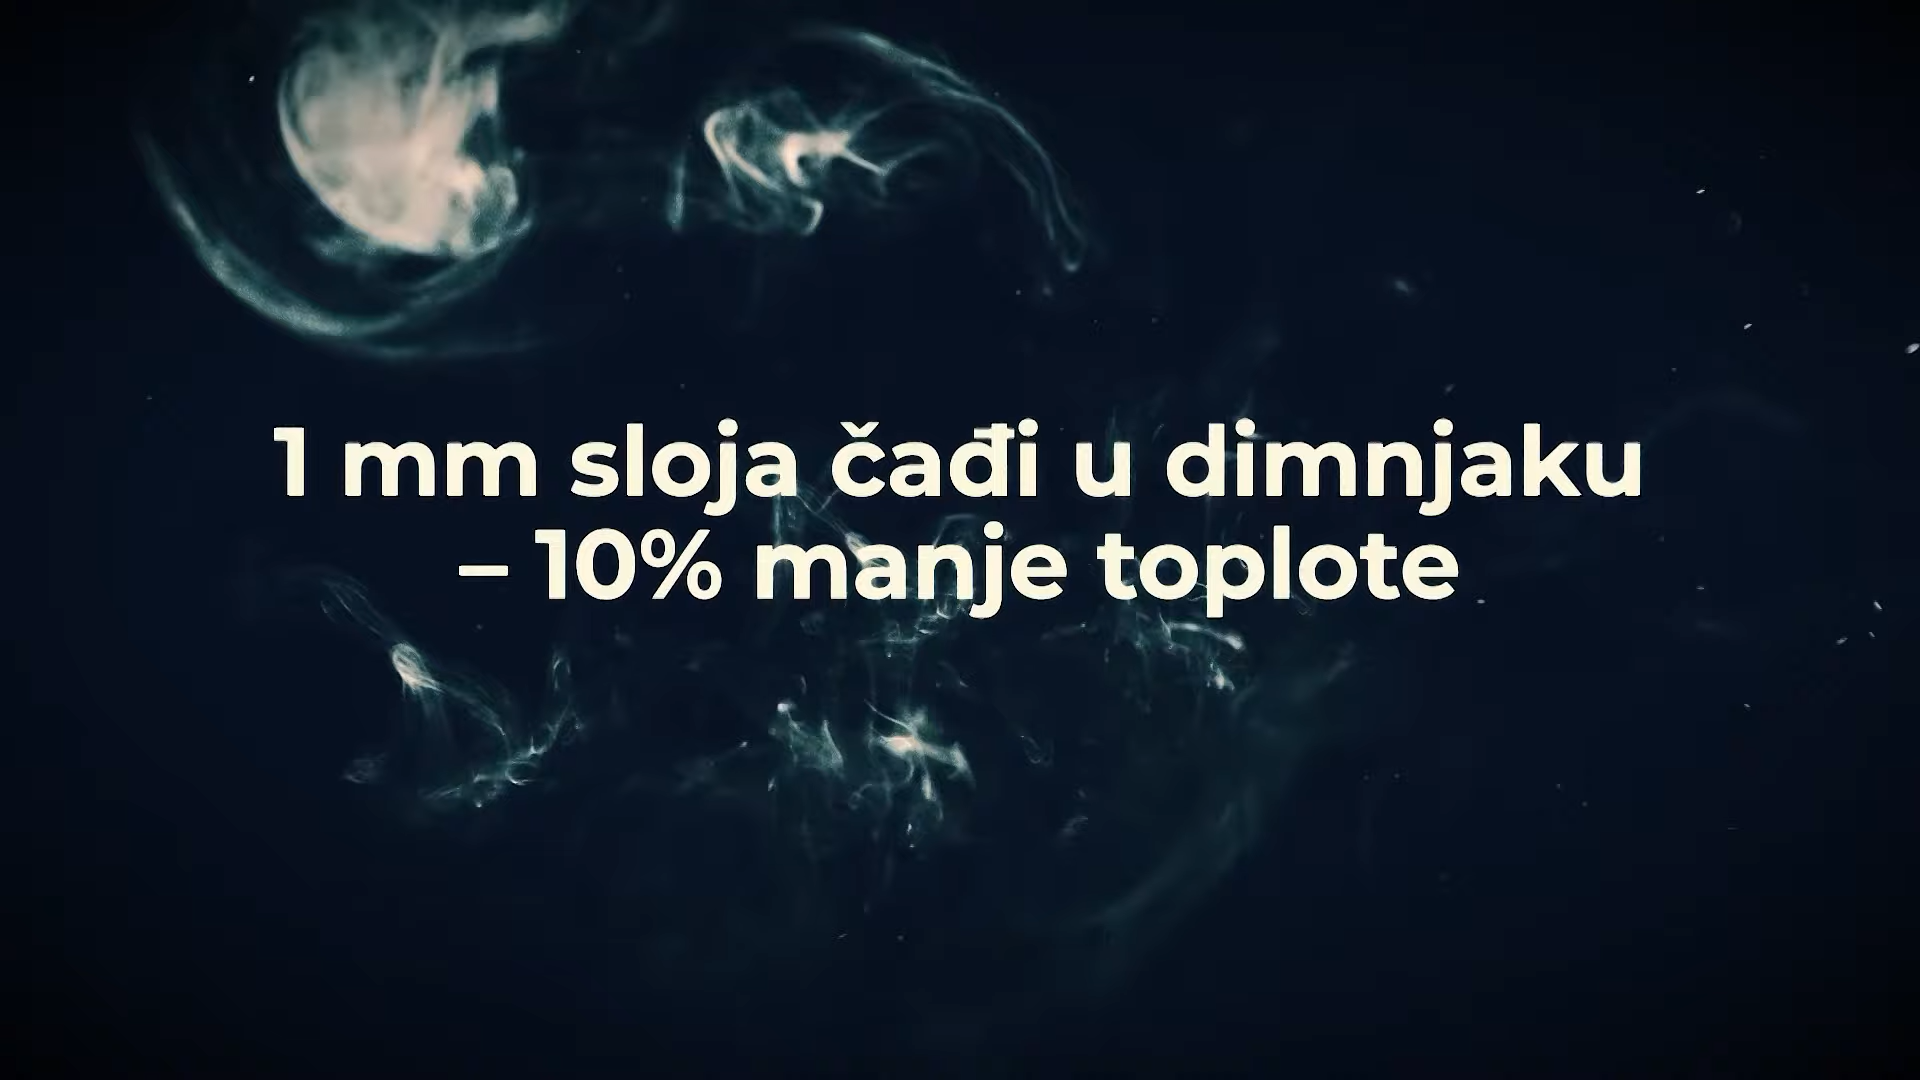 1 mm sloja čađi u dimnjaku
– 10% manje toplote